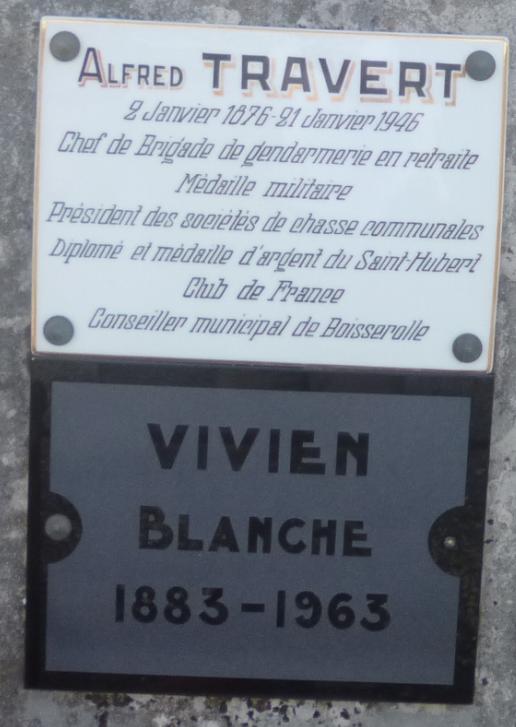 ALFRED TRAVERT
2 Janvier 1876-21 Janvier 1946
Chef de Brigade de gendarmerie en retraite
Médaille militaire
Président des sociétés de chasse communales
Diplomé et médaille d'argent du Saint-Hubert
Club de France
Conseiller municipal de Boisserolle
VIVIEN
BLANCHE
1883-1963